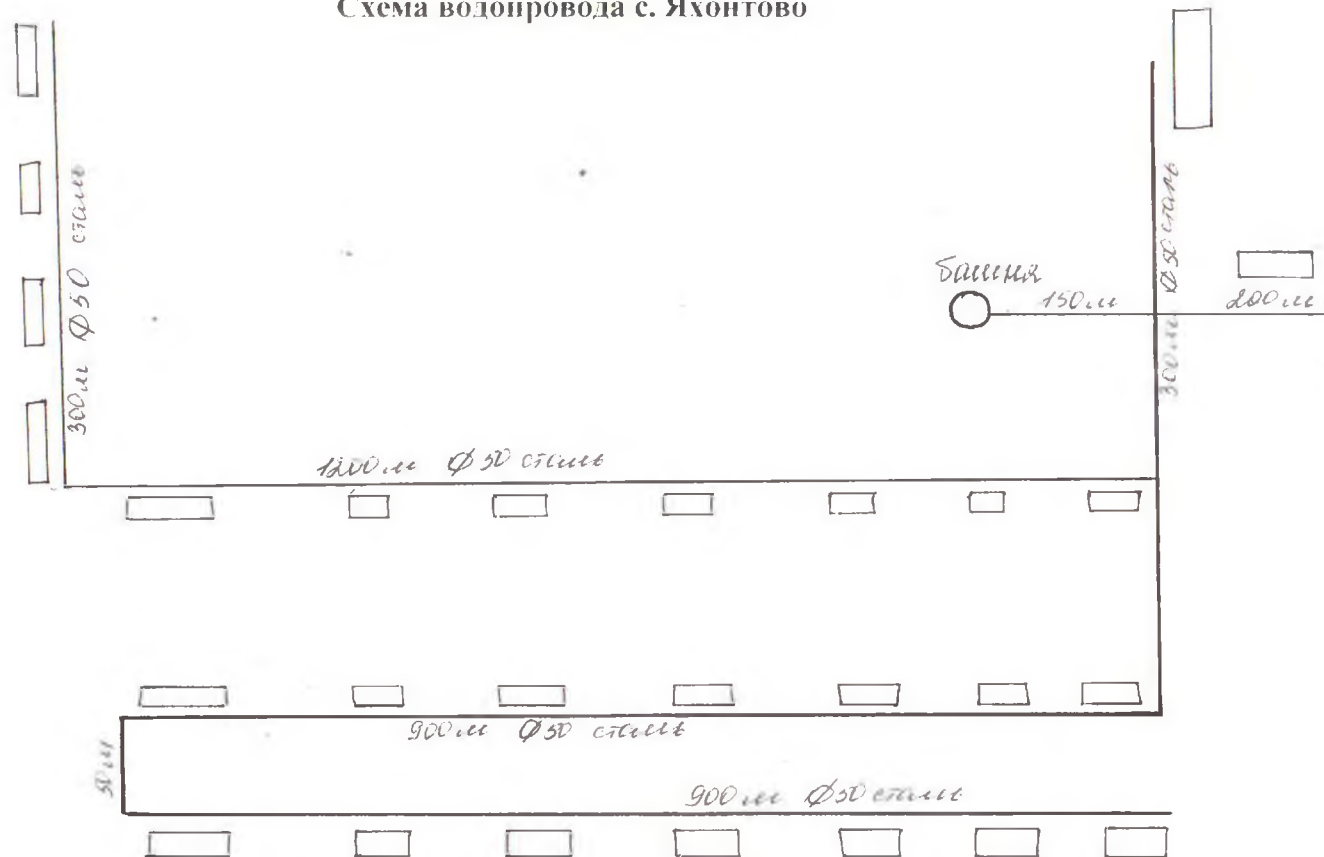 Схема водопровода с. Яхонтово
300м Ø50 сталь
башня
150м
200м
300м Ø50 сталь
1200м Ø50 сталь
900м Ø50 сталь
50м
900м Ø50 сталь